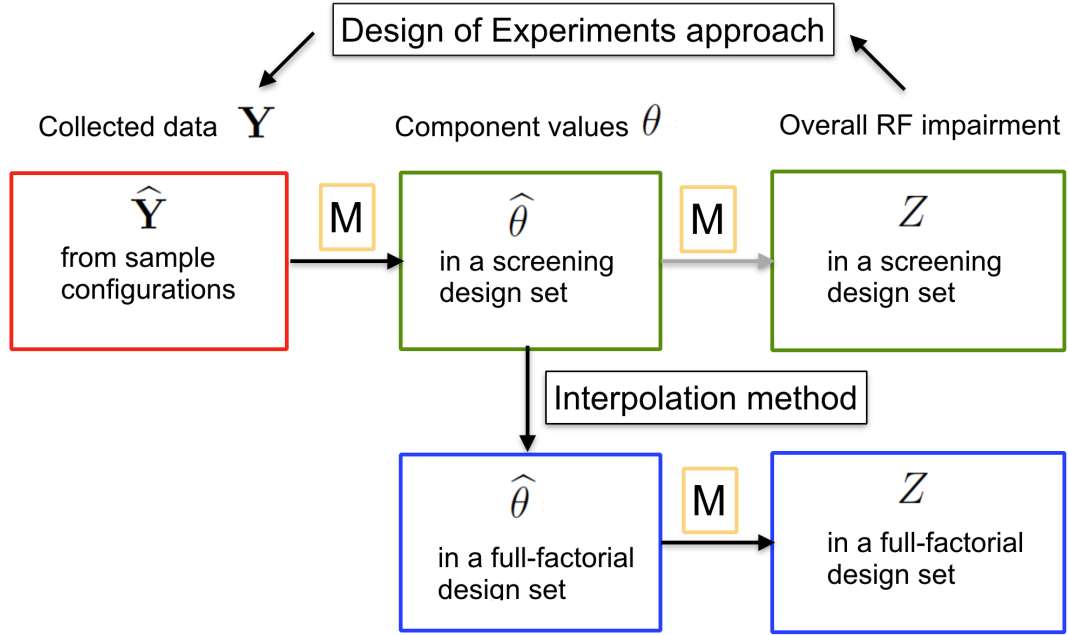 Design of Experiments approach
Collected data Y
Component values θ
Overall RF impairment
Ŷ
from sample
configurations
M
θ̂
in a screening
design set
M
Z
in a screening
design set
Interpolation method
θ̂
in a full-factorial
design set
M
Z
in a full-factorial
design set